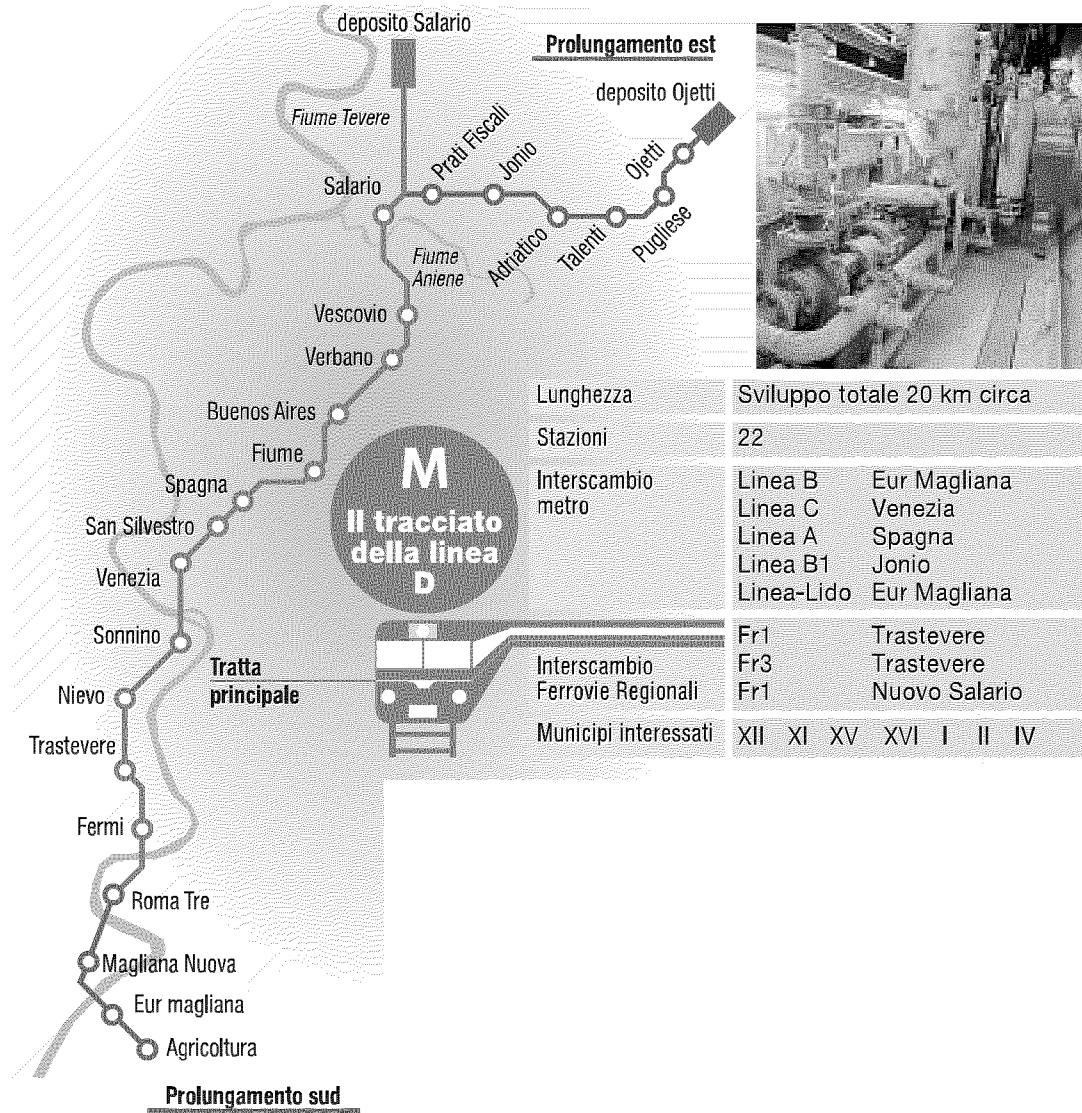 deposito Salario
Prolungamento est
deposito Ojetti
Fiume Tevere
Prati Fiscali
Jonio
Ojetti
Salario
Adriatico
Talenti
Pugliese
Fiume
Aniene
Vescovio
Verbano
Buenos Aires
Fiume
Spagna
San Silvestro
Venezia
Sonnino
Nievo
Trastevere
Fermi
Roma Tre
Magliana Nuova
Eur magliana
Agricoltura
Prolungamento sud
Tratta
principale
M
Il tracciato
della linea
D
Lunghezza Sviluppo totale 20 km circa
Stazioni 22
Interscambio metro
Linea B Eur Magliana
Linea C Venezia
Linea A Spagna
Linea B1 Jonio
Linea-Lido Eur Magliana
Interscambio
Ferrovie Regionali
Fr1 Trastevere
Fr3 Trastevere
Fr1 Nuovo Salario
Municipi interessati XII XI XV XVI I II IV